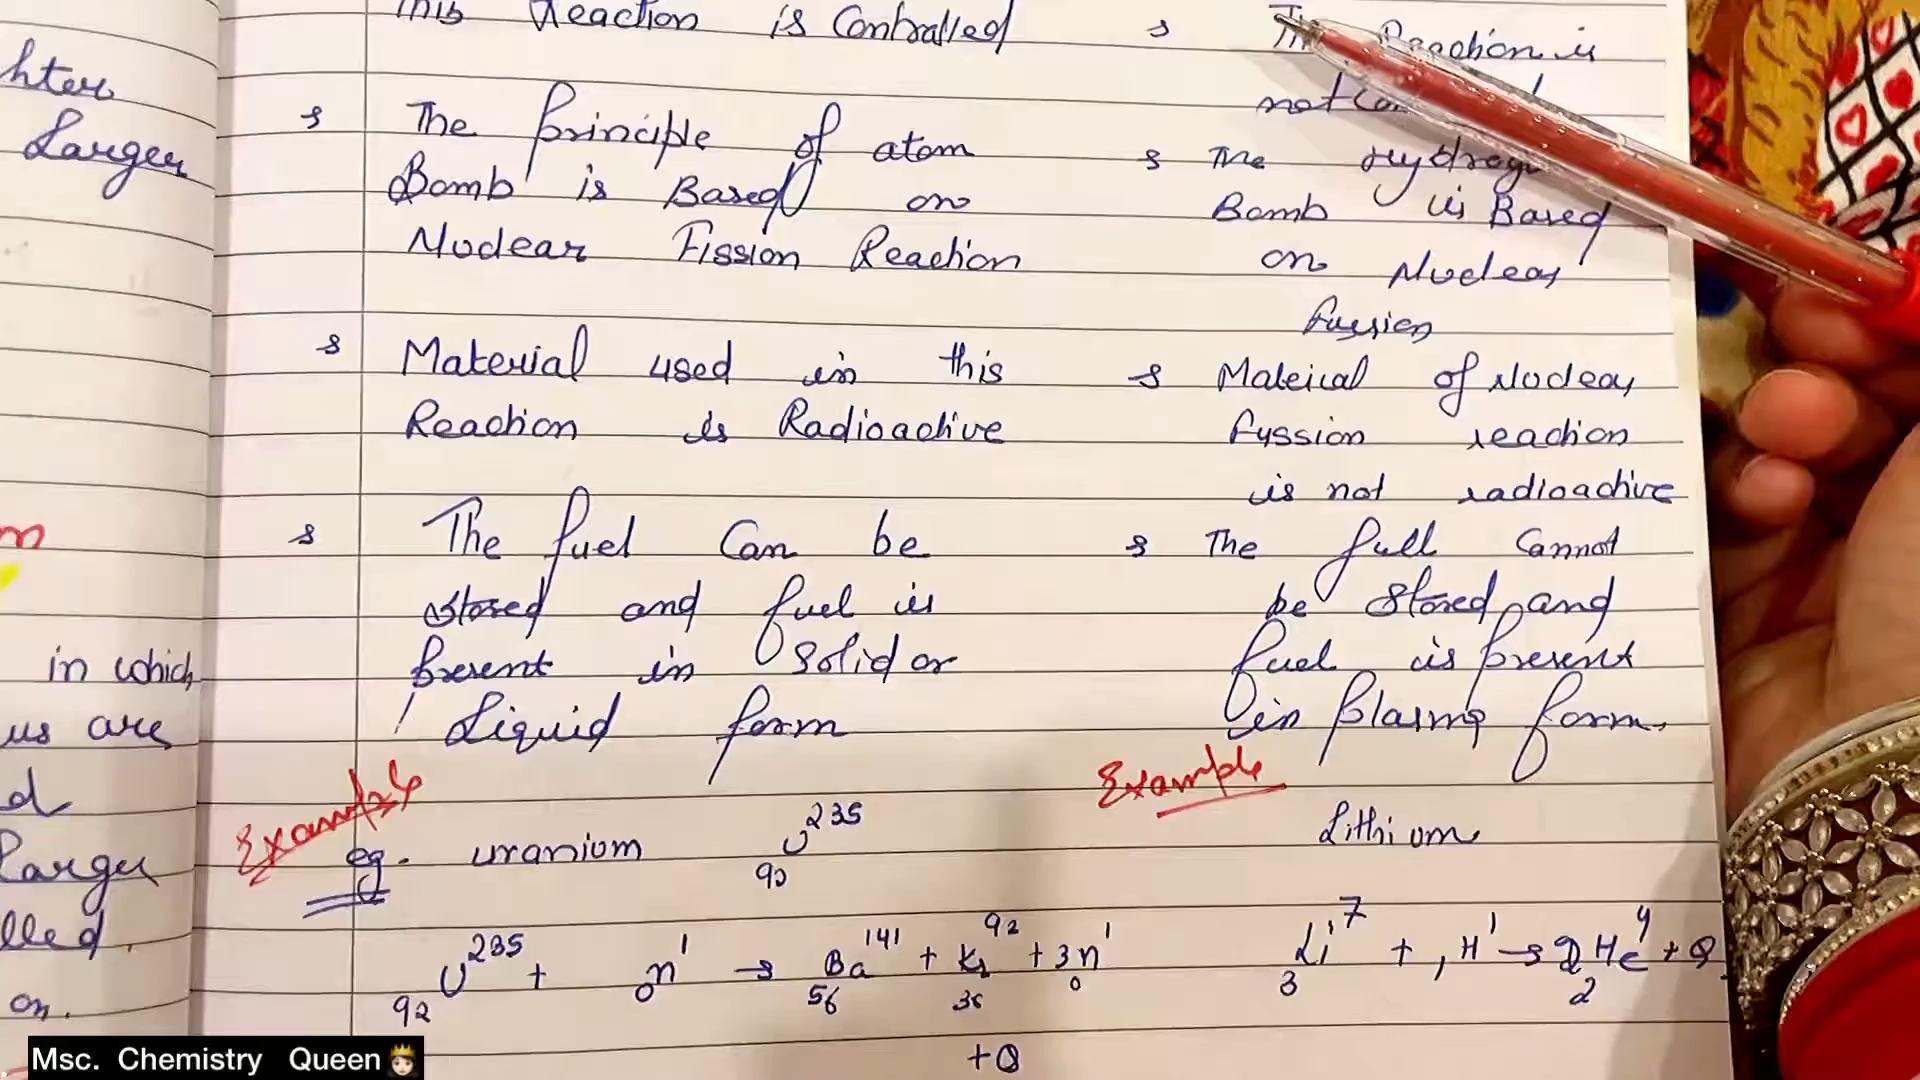 hter
Larger
m
in which
us are
d
Larger
lled.
on.
This Reaction is Controlled
The Principle of atom
Bomb is Based on
Nuclear Fission Reaction
Material used in this
Reaction is Radioactive
The fuel Can be
stored and fuel is
Present in Solid or
Liquid form
Example
eg. uranium ₉₂U²³⁵
₉₂U²³⁵ + ₀n¹ → ₅₆Ba¹⁴¹ + ₃₆Kr⁹² + 3₀n¹
+ Q
Reaction is
not
The
Bomb is Based
on Nuclear
fussion
Mateical of Nuclear
fyssion reaction
is not radioactive
The full Cannot
be Stored and
fuel is present
in Plasma form.
Example
Lithium
₃Li⁷ + ₁H¹ → 2₂He⁴ + Q
Msc. Chemistry Queen👸🏻